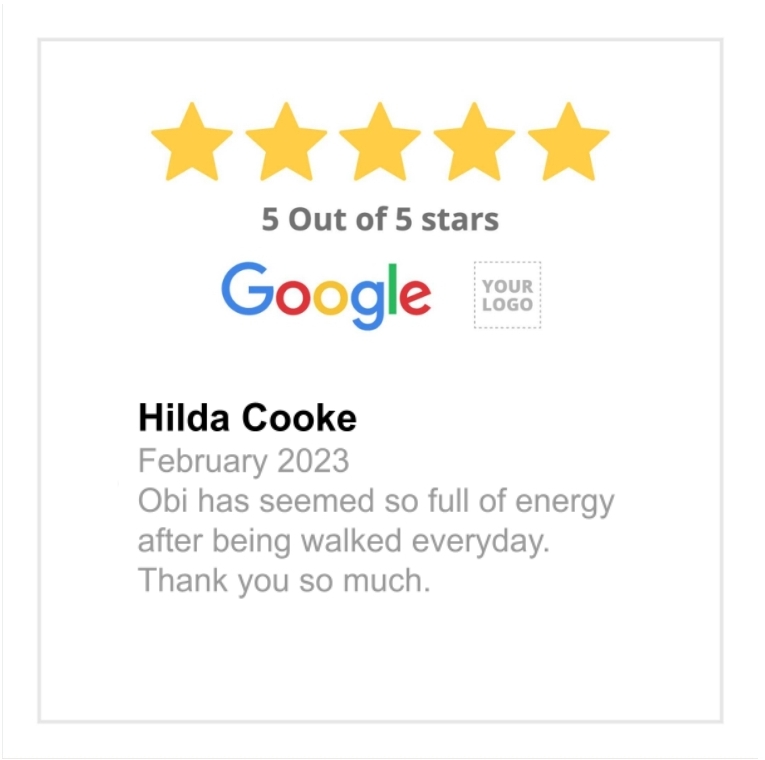 5 Out of 5 stars
Google
YOUR
LOGO
Hilda Cooke
February 2023
Obi has seemed so full of energy
after being walked everyday.
Thank you so much.